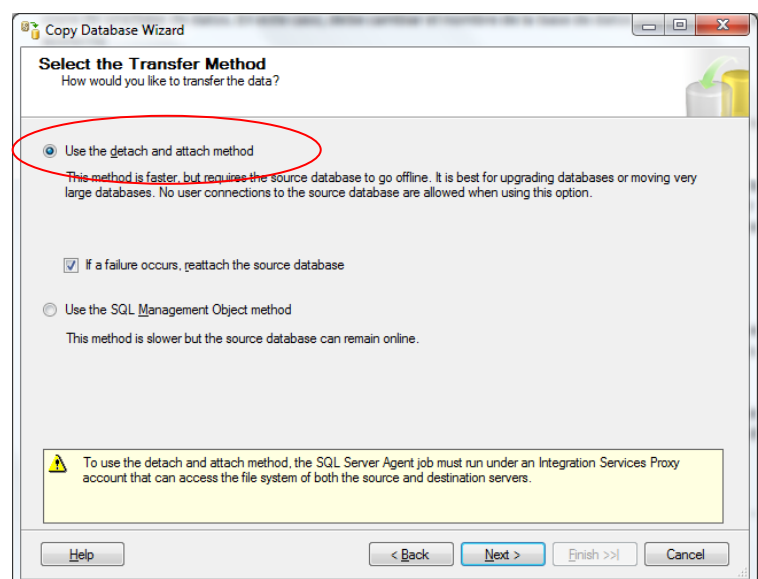 Copy Database Wizard
Select the Transfer Method
How would you like to transfer the data?
Use the detach and attach method
This method is faster, but requires the source database to go offline. It is best for upgrading databases or moving very
large databases. No user connections to the source database are allowed when using this option.
If a failure occurs, reattach the source database
Use the SQL Management Object method
This method is slower but the source database can remain online.
To use the detach and attach method, the SQL Server Agent job must run under an Integration Services Proxy
account that can access the file system of both the source and destination servers.
Help
< Back
Next >
Finish >>|
Cancel